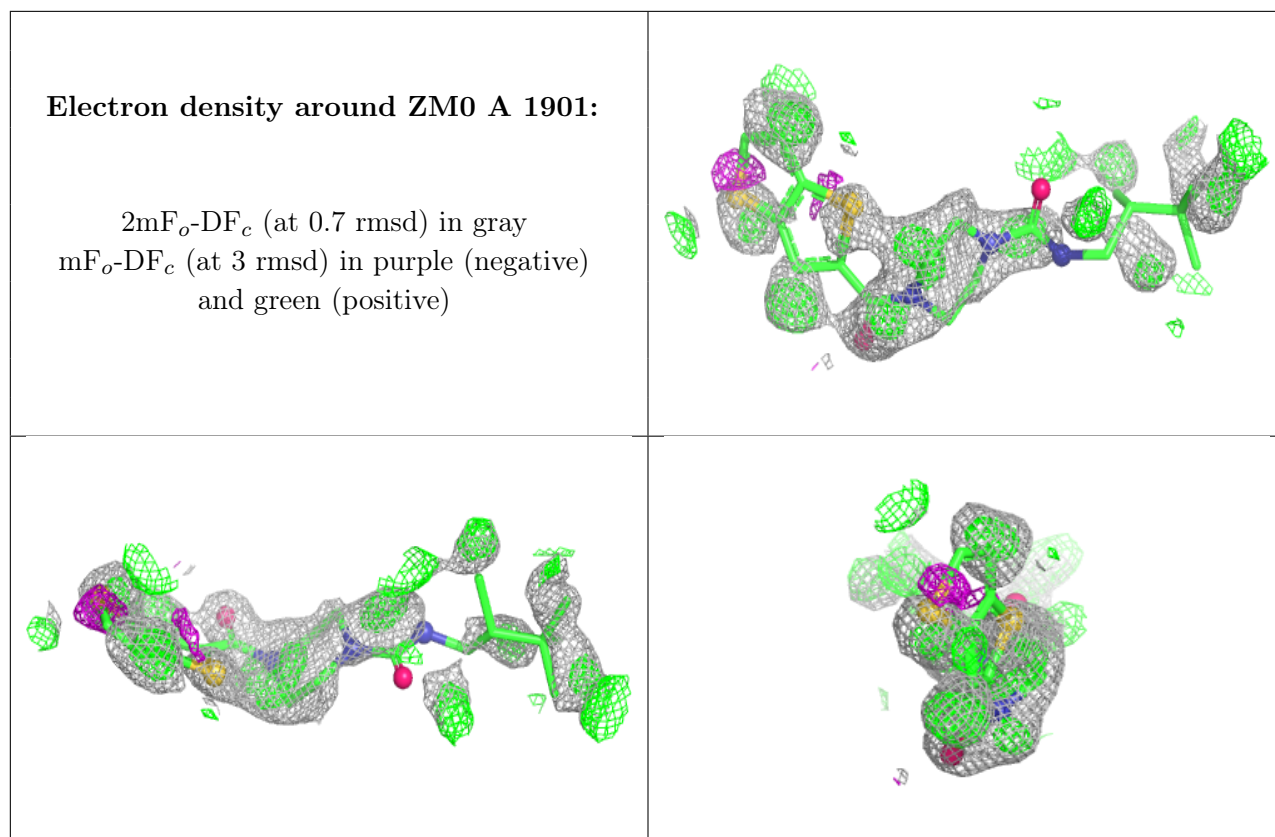 Electron density around ZM0 A 1901:
2mFo-DFc (at 0.7 rmsd) in gray
mFo-DFc (at 3 rmsd) in purple (negative)
and green (positive)